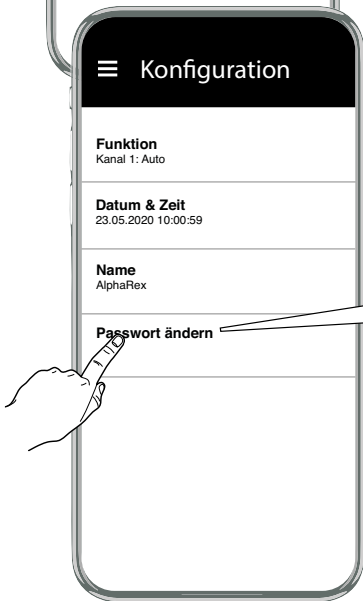 Konfiguration
Funktion
Kanal 1: Auto
Datum & Zeit
23.05.2020 10:00:59
Name
AlphaRex
Passwort ändern